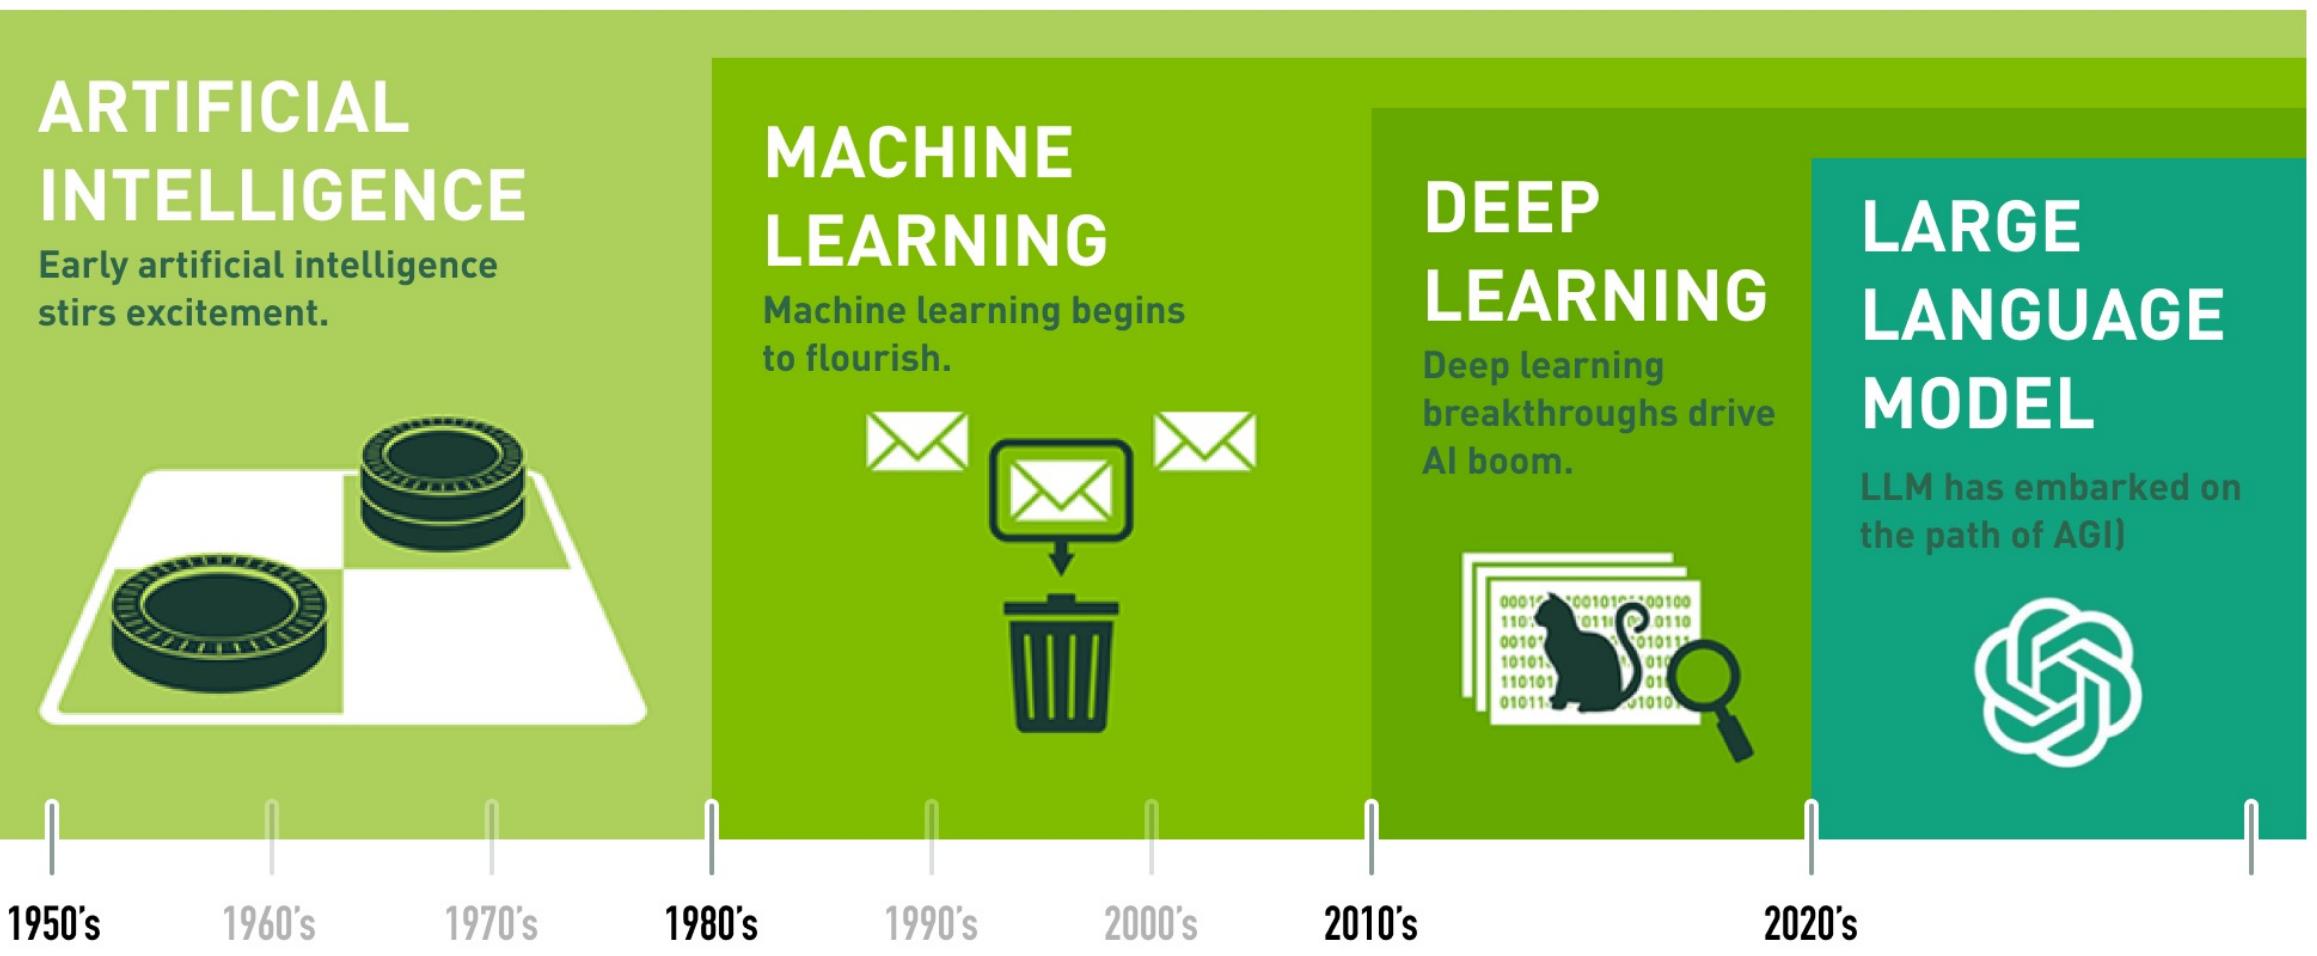 ARTIFICIAL
INTELLIGENCE
Early artificial intelligence
stirs excitement.
MACHINE
LEARNING
Machine learning begins
to flourish.
DEEP
LEARNING
Deep learning
breakthroughs drive
AI boom.
LARGE
LANGUAGE
MODEL
LLM has embarked on
the path of AGI)
1950's
1960's
1970's
1980's
1990's
2000's
2010's
2020's